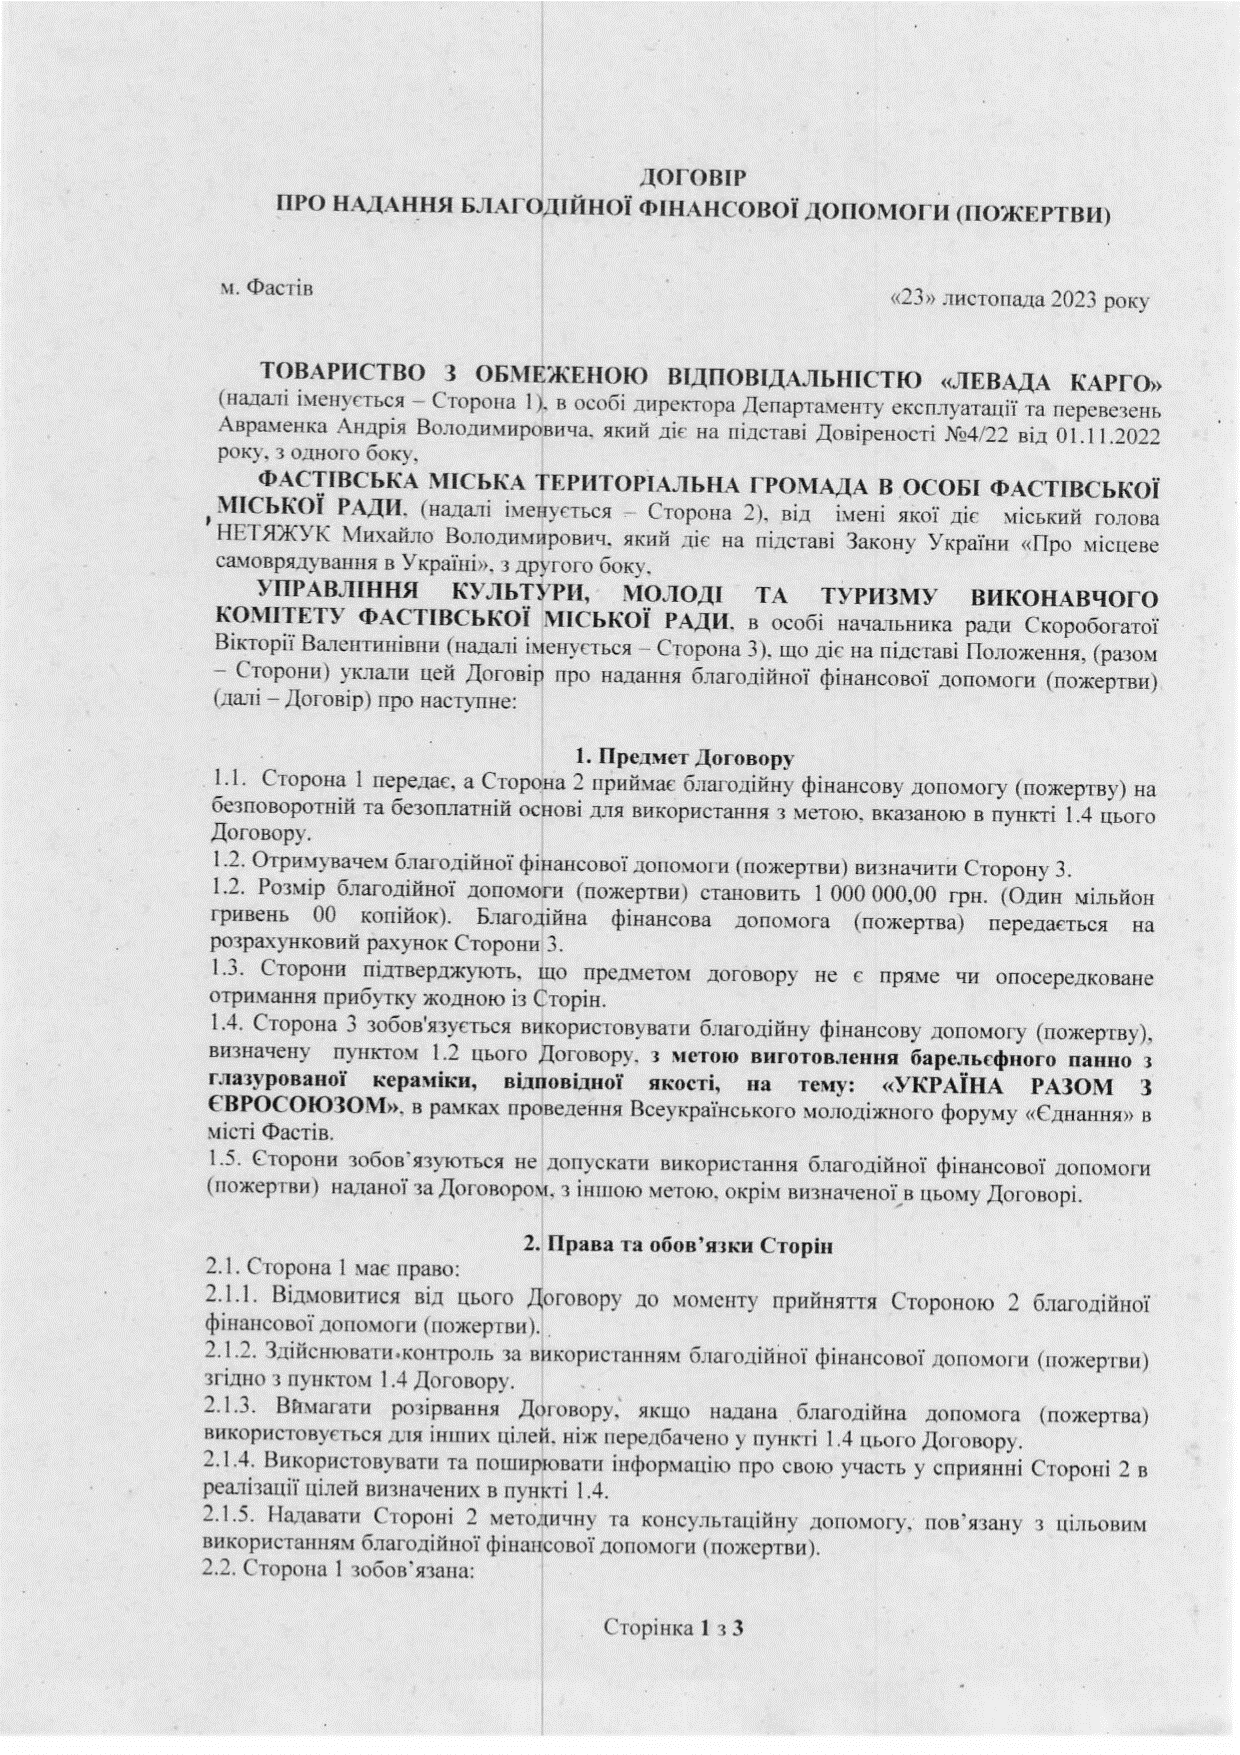 ДОГОВІР
ПРО НАДАННЯ БЛАГОДІЙНОЇ ФІНАНСОВОЇ ДОПОМОГИ (ПОЖЕРТВИ)
м. Фастів
«23» листопада 2023 року
ТОВАРИСТВО З ОБМЕЖЕНОЮ ВІДПОВІДАЛЬНІСТЮ «ЛЕВАДА КАРГО»
(надалі іменується – Сторона 1), в особі директора Департаменту експлуатації та перевезень
Авраменка Андрія Володимировича, який діє на підставі Довіреності №4/22 від 01.11.2022
року, з одного боку,
ФАСТІВСЬКА МІСЬКА ТЕРИТОРІАЛЬНА ГРОМАДА В ОСОБІ ФАСТІВСЬКОЇ
МІСЬКОЇ РАДИ, (надалі іменується – Сторона 2), від імені якої діє міський голова
НЕТЯЖУК Михайло Володимирович, який діє на підставі Закону України «Про місцеве
самоврядування в Україні», з другого боку,
УПРАВЛІННЯ КУЛЬТУРИ, МОЛОДІ ТА ТУРИЗМУ ВИКОНАВЧОГО
КОМІТЕТУ ФАСТІВСЬКОЇ МІСЬКОЇ РАДИ, в особі начальника ради Скоробогатої
Вікторії Валентинівни (надалі іменується – Сторона 3), що діє на підставі Положення, (разом
– Сторони) уклали цей Договір про надання благодійної фінансової допомоги (пожертви)
(далі – Договір) про наступне:
1. Предмет Договору
1.1. Сторона 1 передає, а Сторона 2 приймає благодійну фінансову допомогу (пожертву) на
безповоротній та безоплатній основі для використання з метою, вказаною в пункті 1.4 цього
Договору.
1.2. Отримувачем благодійної фінансової допомоги (пожертви) визначити Сторону 3.
1.2. Розмір благодійної допомоги (пожертви) становить 1 000 000,00 грн. (Один мільйон
гривень 00 копійок). Благодійна фінансова допомога (пожертва) передається на
розрахунковий рахунок Сторони 3.
1.3. Сторони підтверджують, що предметом договору не є пряме чи опосередковане
отримання прибутку жодною із Сторін.
1.4. Сторона 3 зобов'язується використовувати благодійну фінансову допомогу (пожертву),
визначену пунктом 1.2 цього Договору, з метою виготовлення барельєфного панно з
глазурованої кераміки, відповідної якості, на тему: «УКРАЇНА РАЗОМ З
ЄВРОСОЮЗОМ», в рамках проведення Всеукраїнського молодіжного форуму «Єднання» в
місті Фастів.
1.5. Сторони зобов’язуються не допускати використання благодійної фінансової допомоги
(пожертви) наданої за Договором, з іншою метою, окрім визначеної в цьому Договорі.
2. Права та обов’язки Сторін
2.1. Сторона 1 має право:
2.1.1. Відмовитися від цього Договору до моменту прийняття Стороною 2 благодійної
фінансової допомоги (пожертви).
2.1.2. Здійснювати контроль за використанням благодійної фінансової допомоги (пожертви)
згідно з пунктом 1.4 Договору.
2.1.3. Вимагати розірвання Договору, якщо надана благодійна допомога (пожертва)
використовується для інших цілей, ніж передбачено у пункті 1.4 цього Договору.
2.1.4. Використовувати та поширювати інформацію про свою участь у сприянні Стороні 2 в
реалізації цілей визначених в пункті 1.4.
2.1.5. Надавати Стороні 2 методичну та консультаційну допомогу, пов’язану з цільовим
використанням благодійної фінансової допомоги (пожертви).
2.2. Сторона 1 зобов’язана:
Сторінка 1 з 3